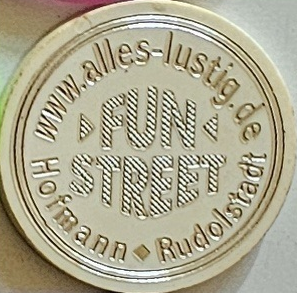 www.alles-lustig.de
FUN
STREET
Hofmann ◆ Rudolstadt